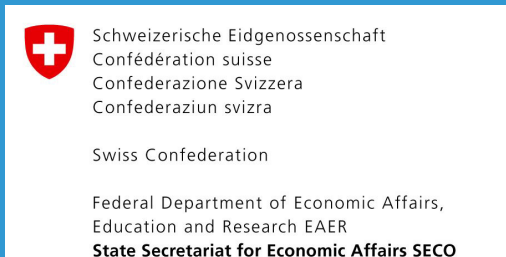 Schweizerische Eidgenossenschaft
Confédération suisse
Confederazione Svizzera
Confederaziun svizra
Swiss Confederation
Federal Department of Economic Affairs,
Education and Research EAER
State Secretariat for Economic Affairs SECO